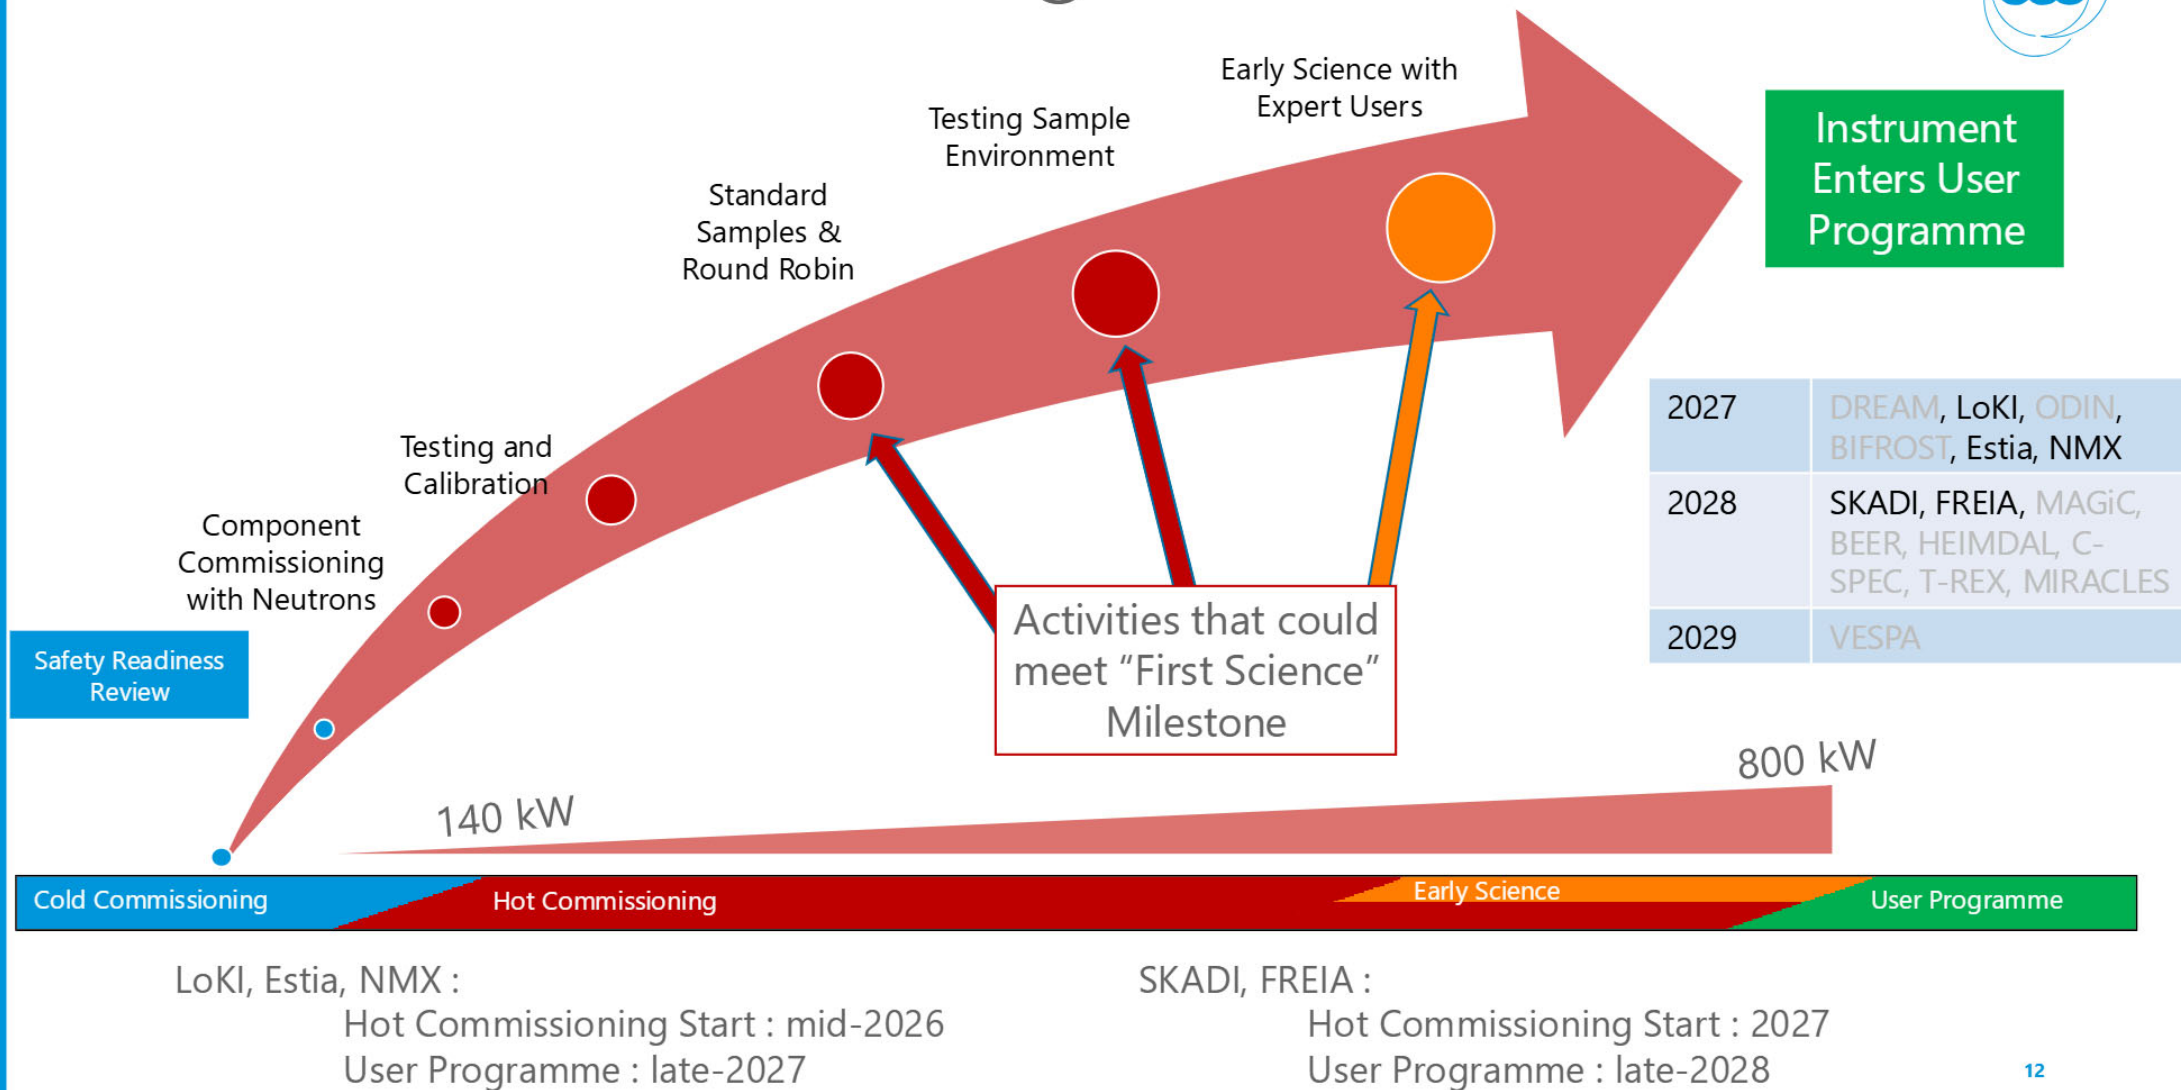 Early Science with
Expert Users
Testing Sample
Environment
Instrument
Enters User
Programme
Standard
Samples &
Round Robin
2027
DREAM, LoKI, ODIN,
BIFROST, Estia, NMX
Testing and
Calibration
2028
SKADI, FREIA, MAGiC,
BEER, HEIMDAL, C-
SPEC, T-REX, MIRACLES
Component
Commissioning
with Neutrons
2029
VESPA
Safety Readiness
Review
Activities that could
meet “First Science”
Milestone
800 kW
140 kW
Cold Commissioning
Hot Commissioning
Early Science
User Programme
LoKI, Estia, NMX :
Hot Commissioning Start : mid-2026
User Programme : late-2027
SKADI, FREIA :
Hot Commissioning Start : 2027
User Programme : late-2028
12